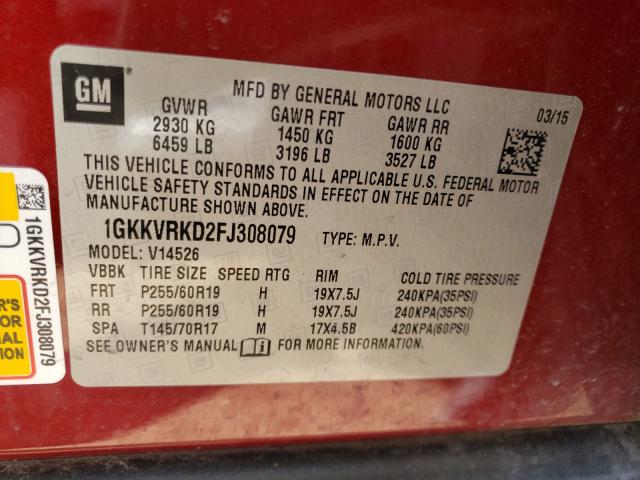 GM
MFD BY GENERAL MOTORS LLC
03/15
GVWR GAWR FRT GAWR RR
2930 KG 1450 KG 1600 KG
6459 LB 3196 LB 3527 LB
THIS VEHICLE CONFORMS TO ALL APPLICABLE U.S. FEDERAL MOTOR
VEHICLE SAFETY STANDARDS IN EFFECT ON THE DATE OF
MANUFACTURE SHOWN ABOVE.
1GKKVRKD2FJ308079 TYPE: M.P.V.
MODEL: V14526
VBBK TIRE SIZE SPEED RTG RIM COLD TIRE PRESSURE
FRT P255/60R19 H 19X7.5J 240KPA(35PSI)
RR P255/60R19 H 19X7.5J 240KPA(35PSI)
SPA T145/70R17 M 17X4.5B 420KPA(60PSI)
SEE OWNER'S MANUAL FOR MORE INFORMATION.
1GKKVRKD2FJ308079